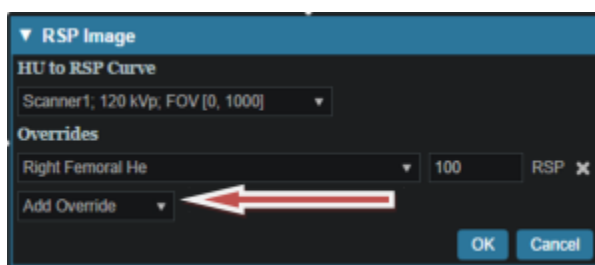 RSP Image
HU to RSP Curve
Scanner1; 120 kVp; FOV [0, 1000]
Overrides
Right Femoral He 100 RSP
Add Override
OK Cancel